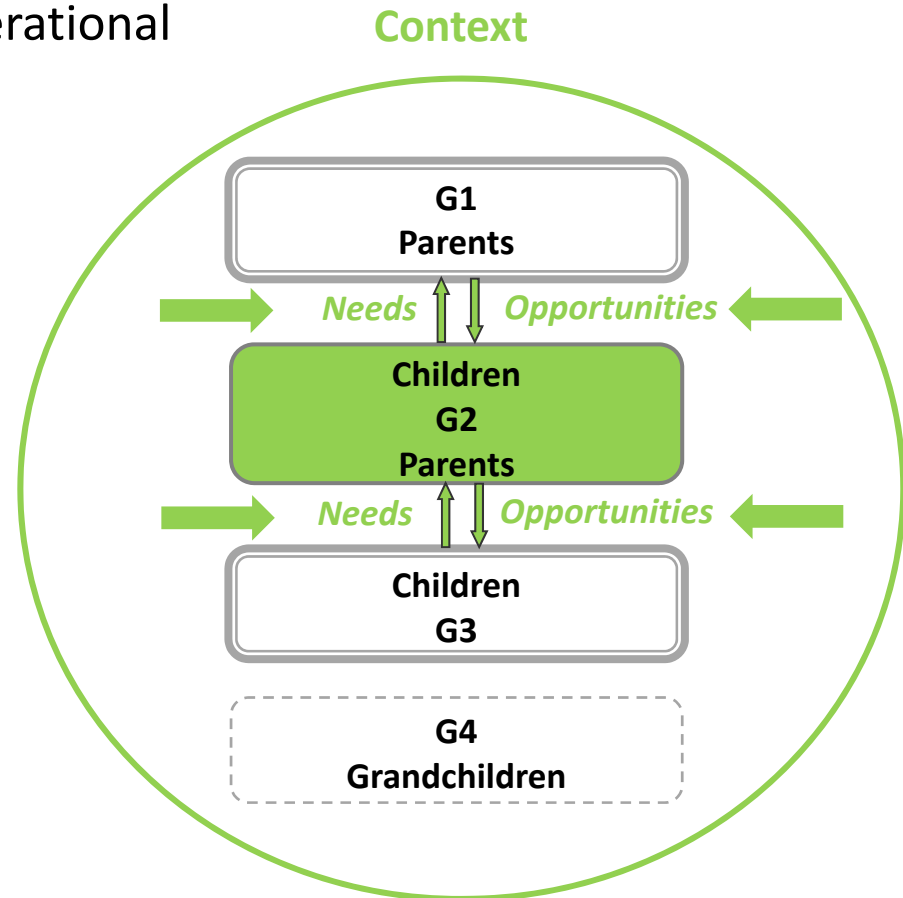 erational
Context
G1
Parents
Needs Opportunities
Children
G2
Parents
Needs Opportunities
Children
G3
G4
Grandchildren